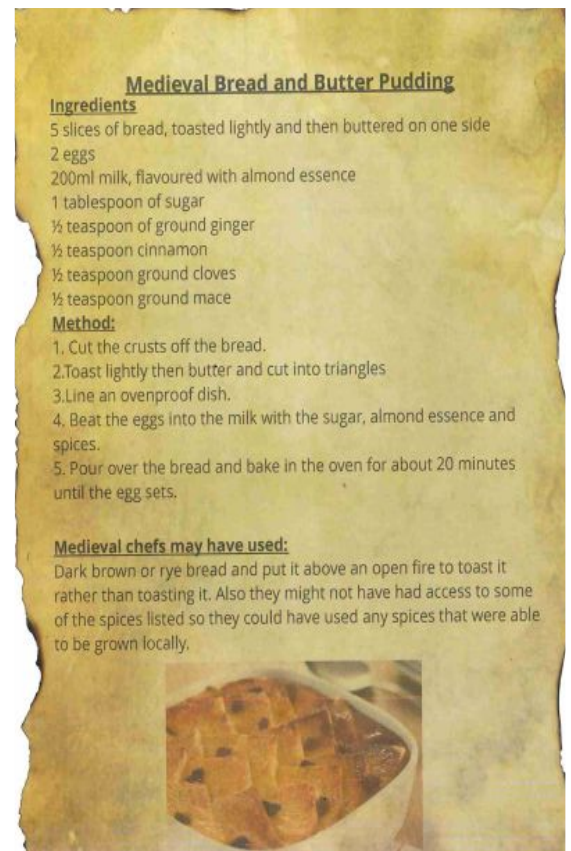 Medieval Bread and Butter Pudding
Ingredients
5 slices of bread, toasted lightly and then buttered on one side
2 eggs
200ml milk, flavoured with almond essence
1 tablespoon of sugar
½ teaspoon of ground ginger
½ teaspoon cinnamon
½ teaspoon ground cloves
½ teaspoon ground mace
Method:
1. Cut the crusts off the bread.
2.Toast lightly then butter and cut into triangles
3.Line an ovenproof dish.
4. Beat the eggs into the milk with the sugar, almond essence and
spices.
5. Pour over the bread and bake in the oven for about 20 minutes
until the egg sets.
Medieval chefs may have used:
Dark brown or rye bread and put it above an open fire to toast it
rather than toasting it. Also they might not have had access to some
of the spices listed so they could have used any spices that were able
to be grown locally.